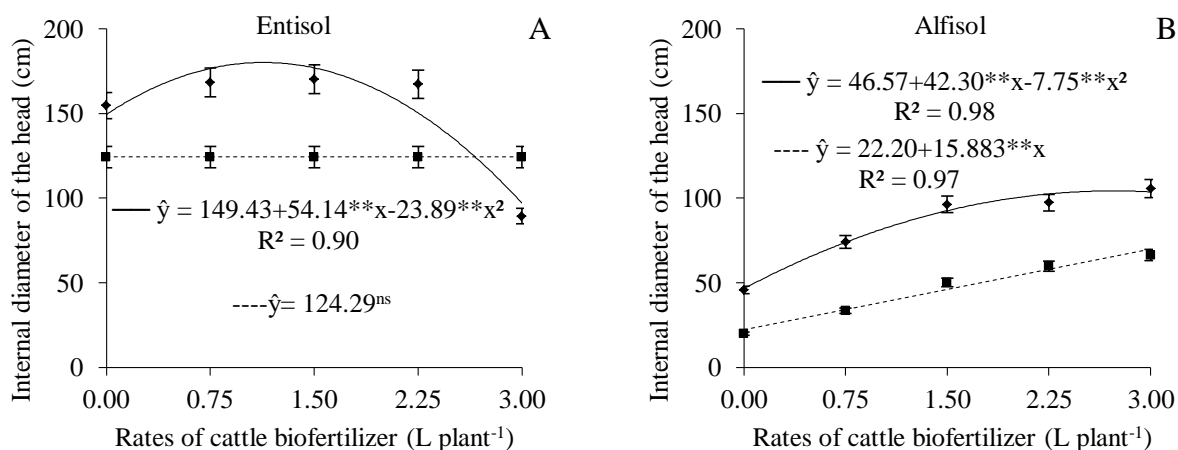 Entisol
A
Internal diameter of the head (cm)
200
150
100
50
0
ŷ = 149.43+54.14**x-23.89**x²
R² = 0.90
ŷ= 124.29ⁿˢ
0.00 0.75 1.50 2.25 3.00
Rates of cattle biofertilizer (L plant⁻¹)
Alfisol
B
Internal diameter of the head (cm)
200
150
100
50
0
ŷ = 46.57+42.30**x-7.75**x²
R² = 0.98
ŷ = 22.20+15.883**x
R² = 0.97
0.00 0.75 1.50 2.25 3.00
Rates of cattle biofertilizer (L plant⁻¹)